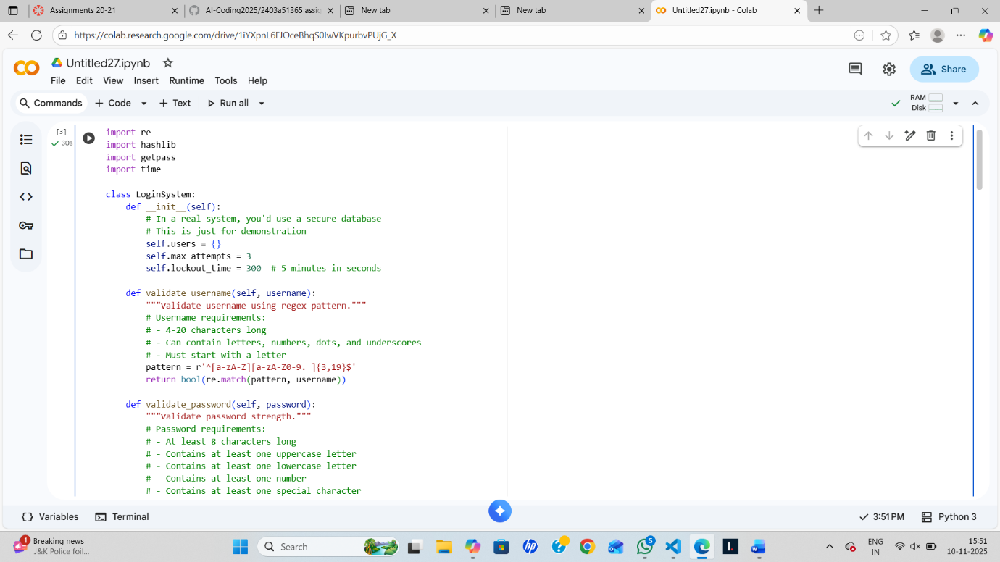 Assignments 20-21
AI-Coding2025/2403a51365 assig
New tab
New tab
Untitled27.ipynb - Colab
https://colab.research.google.com/drive/1iYXpnL6FJOceBhqS0IwVKpurbvPUjG_X
Untitled27.ipynb
File Edit View Insert Runtime Tools Help
Share
Commands + Code + Text Run all
RAM
Disk
[3]
30s
import re
import hashlib
import getpass
import time
class LoginSystem:
def __init__(self):
# In a real system, you'd use a secure database
# This is just for demonstration
self.users = {}
self.max_attempts = 3
self.lockout_time = 300 # 5 minutes in seconds
def validate_username(self, username):
"""Validate username using regex pattern."""
# Username requirements:
# - 4-20 characters long
# - Can contain letters, numbers, dots, and underscores
# - Must start with a letter
pattern = r'^[a-zA-Z][a-zA-Z0-9._]{3,19}$'
return bool(re.match(pattern, username))
def validate_password(self, password):
"""Validate password strength."""
# Password requirements:
# - At least 8 characters long
# - Contains at least one uppercase letter
# - Contains at least one lowercase letter
# - Contains at least one number
# - Contains at least one special character
Variables Terminal
3:51 PM Python 3
1
Breaking news
J&K Police foil...
Search
5
ENG
IN
15:51
10-11-2025